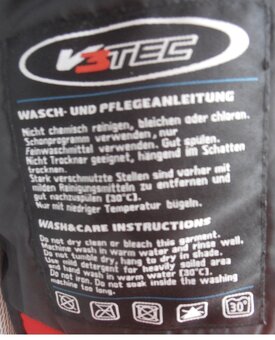 V3TEC
WASCH- UND PFLEGEANLEITUNG
Nicht chemisch reinigen, bleichen oder chloren.
Schonprogramm verwenden, nur
Feinwaschmittel verwenden. Gut spülen.
Nicht Trockner geeignet, hängend im Schatten
trocknen.
Stark verschmutzte Stellen sind vorher mit
milden Reinigungsmitteln zu entfernen und
gut nachzuspülen (30°C).
Nur mit niedriger Temperatur bügeln.
WASH&CARE INSTRUCTIONS
Do not dry clean or bleach this garment.
Machine wash in warm water and rinse well.
Do not tumble dry, hang to dry in shade.
Use mild detergent for heavily soiled area
and hand wash in warm water (30°C).
Do not iron. Do not soak inside the washing
machine too long.
30°